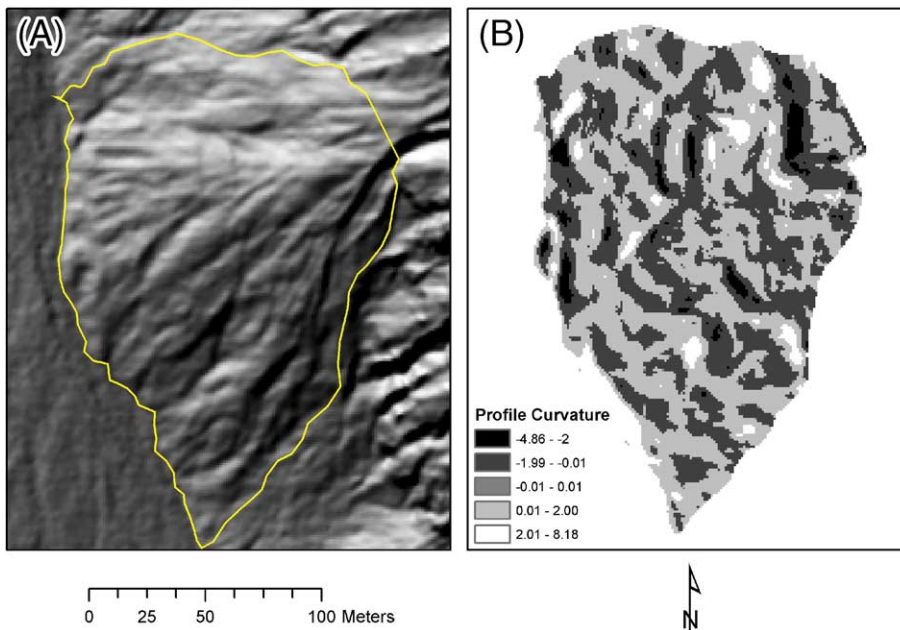 (A)
(B)
Profile Curvature
-4.86 - -2
-1.99 - -0.01
-0.01 - 0.01
0.01 - 2.00
2.01 - 8.18
0 25 50 100 Meters
N